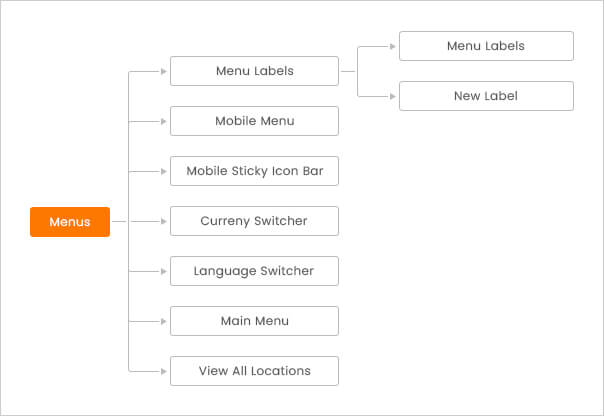 Menus
Menu Labels
Mobile Menu
Mobile Sticky Icon Bar
Curreny Switcher
Language Switcher
Main Menu
View All Locations
Menu Labels
New Label